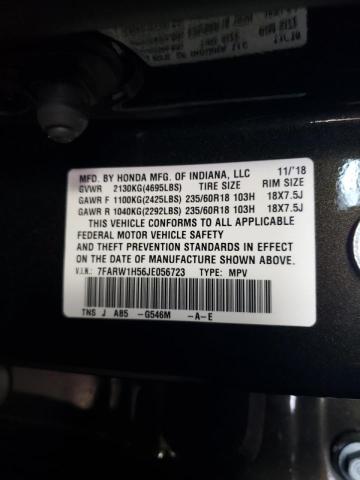 MFD. BY HONDA MFG. OF INDIANA, LLC 11/'18
GVWR 2130KG(4695LBS) TIRE SIZE RIM SIZE
GAWR F 1100KG(2425LBS) 235/60R18 103H 18X7.5J
GAWR R 1040KG(2292LBS) 235/60R18 103H 18X7.5J
THIS VEHICLE CONFORMS TO ALL APPLICABLE
FEDERAL MOTOR VEHICLE SAFETY
AND THEFT PREVENTION STANDARDS IN EFFECT
ON THE DATE OF MANUFACTURE SHOWN ABOVE.
V.I.N.: 7FARW1H56JE056723 TYPE: MPV
TNS J A85 -G546M -A-E